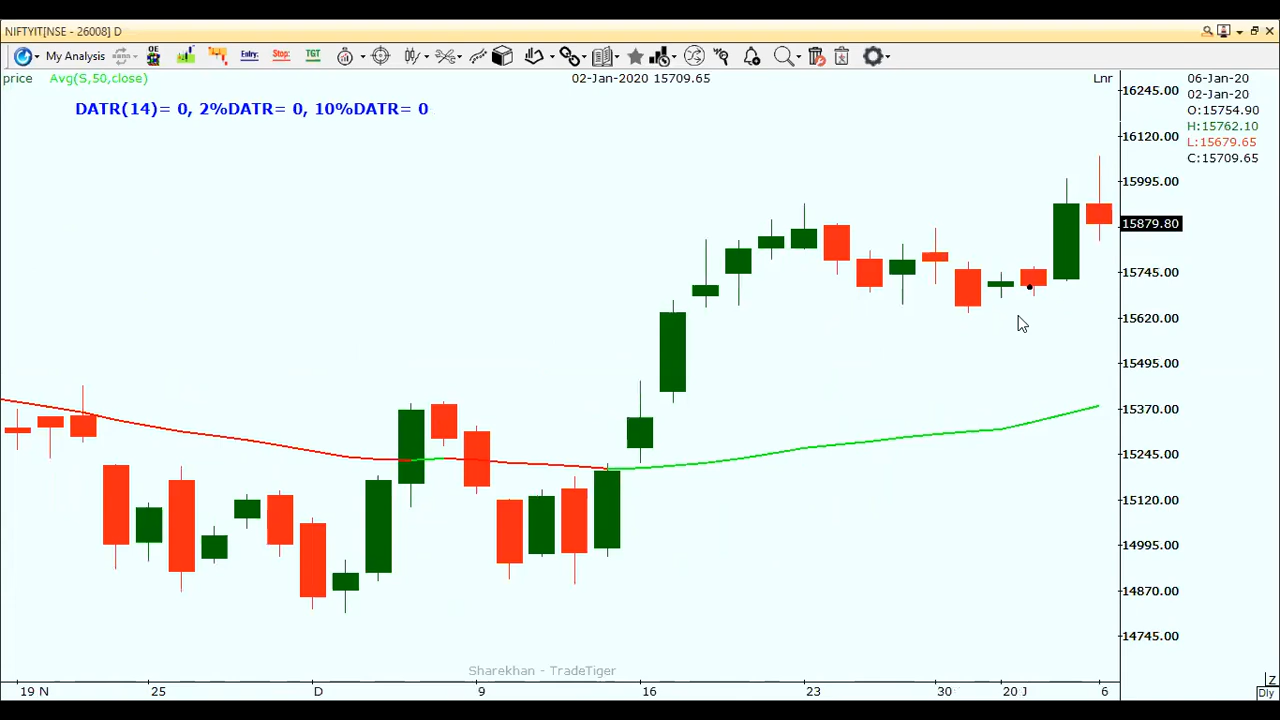 NIFTYIT[NSE - 26008] D
My Analysis
OE
Entry:
Stop:
TGT
price Avg(S,50,close)
02-Jan-2020 15709.65
Lnr
06-Jan-20
02-Jan-20
O:15754.90
H:15762.10
L:15679.65
C:15709.65
DATR(14)= 0, 2%DATR= 0, 10%DATR= 0
16245.00
16120.00
15995.00
15879.80
15745.00
15620.00
15495.00
15370.00
15245.00
15120.00
14995.00
14870.00
14745.00
Sharekhan - TradeTiger
19 N 25 D 9 16 23 30 20 J 6
Z
Dly